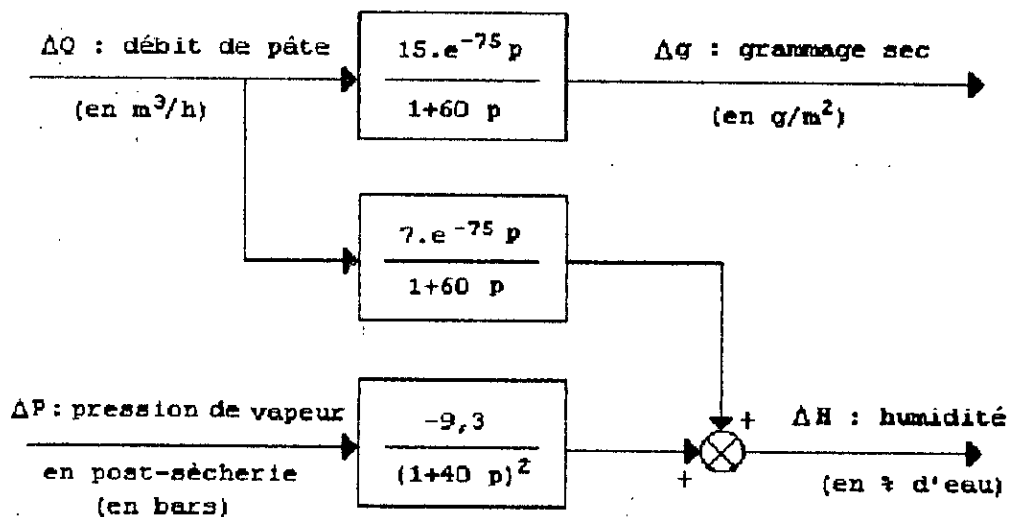 ΔQ : débit de pâte
(en m³/h)
15.e⁻⁷⁵ᵖ
1+60 p
Δg : grammage sec
(en g/m²)
7.e⁻⁷⁵ ᵖ
1+60 p
ΔP: pression de vapeur
en post-sècherie
(en bars)
-9,3
(1+40 p)²
+
+
ΔH : humidité
(en % d'eau)